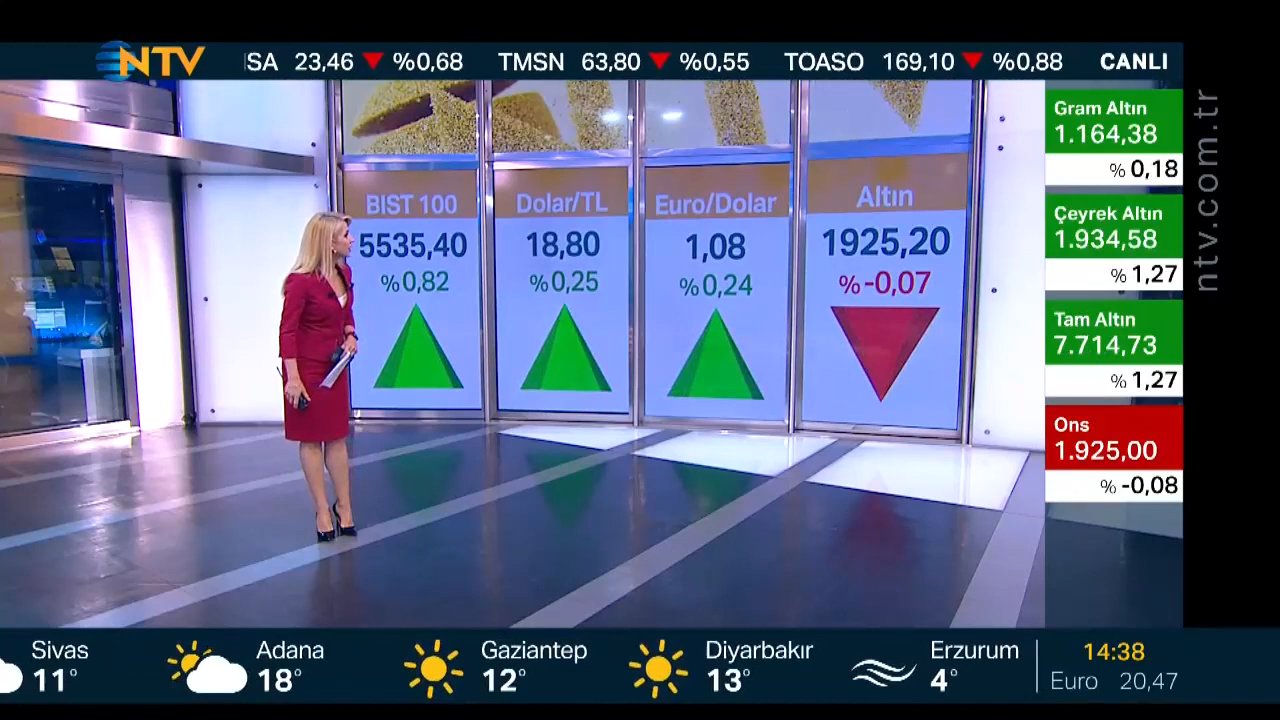 NTV
SA 23,46 %0,68 TMSN 63,80 %0,55 TOASO 169,10 %0,88 CANLI
BIST 100
5535,40
%0,82
Dolar/TL
18,80
%0,25
Euro/Dolar
1,08
%0,24
Altın
1925,20
%-0,07
Gram Altın
1.164,38
% 0,18
Çeyrek Altın
1.934,58
% 1,27
Tam Altın
7.714,73
% 1,27
Ons
1.925,00
% -0,08
ntv.com.tr
Sivas
11°
Adana
18°
Gaziantep
12°
Diyarbakır
13°
Erzurum
4°
14:38
Euro 20,47